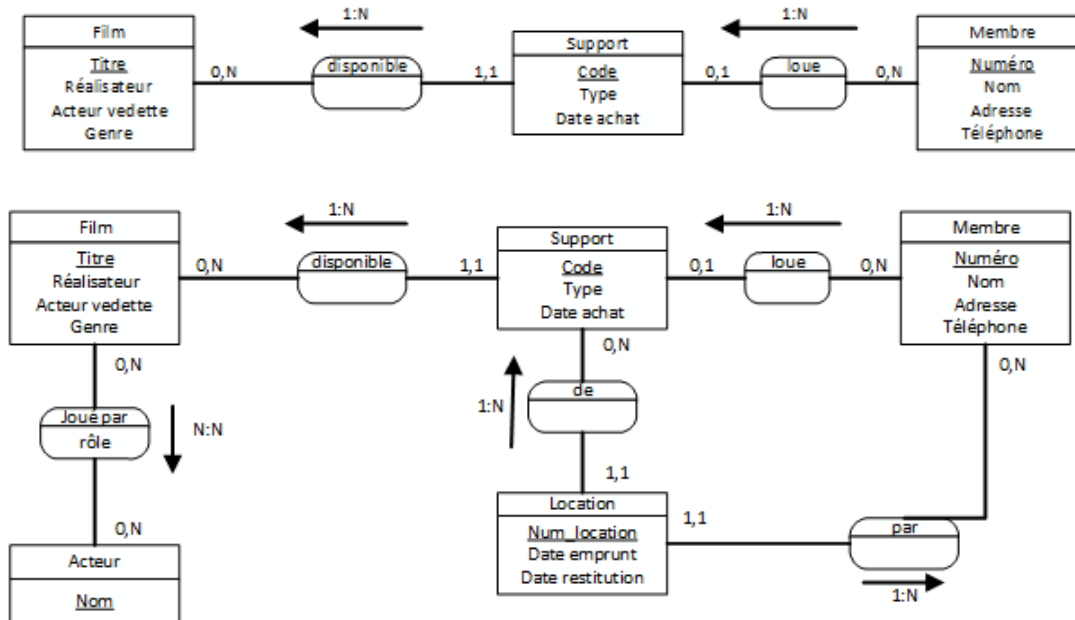 1:N
1:N
Film
Titre
Réalisateur
Acteur vedette
Genre
0,N
disponible
1,1
Support
Code
Type
Date achat
0,1
loue
0,N
Membre
Numéro
Nom
Adresse
Téléphone
1:N
1:N
Film
Titre
Réalisateur
Acteur vedette
Genre
0,N
disponible
1,1
Support
Code
Type
Date achat
0,1
loue
0,N
Membre
Numéro
Nom
Adresse
Téléphone
0,N
Joué par
rôle
N:N
0,N
Acteur
Nom
0,N
de
1:N
1,1
Location
Num_location
Date emprunt
Date restitution
1,1
0,N
par
1:N